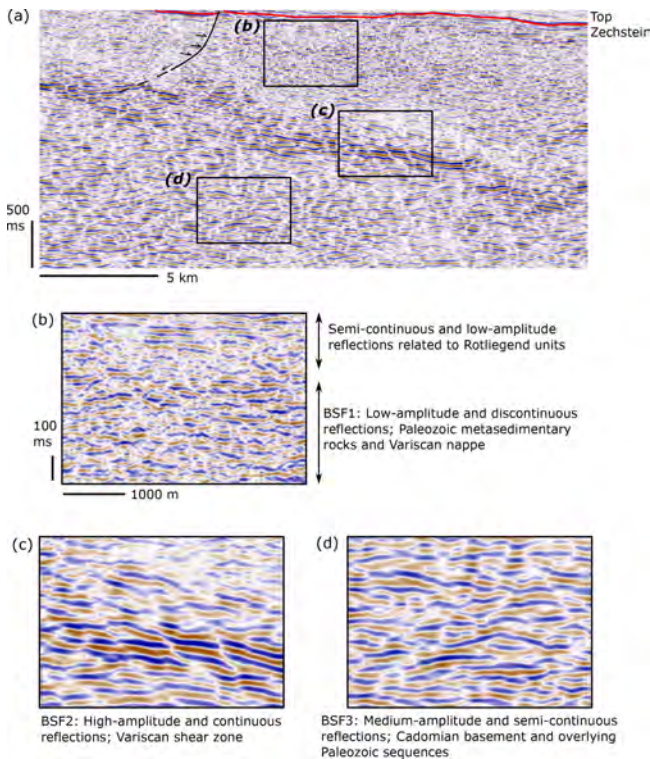 (a)
Top
Zechstein
(b)
(c)
(d)
500
ms
5 km
(b)
Semi-continuous and low-amplitude
reflections related to Rotliegend units
BSF1: Low-amplitude and discontinuous
reflections; Paleozoic metasedimentary
rocks and Variscan nappe
100
ms
1000 m
(c)
(d)
BSF2: High-amplitude and continuous
reflections; Variscan shear zone
BSF3: Medium-amplitude and semi-continuous
reflections; Cadomian basement and overlying
Paleozoic sequences